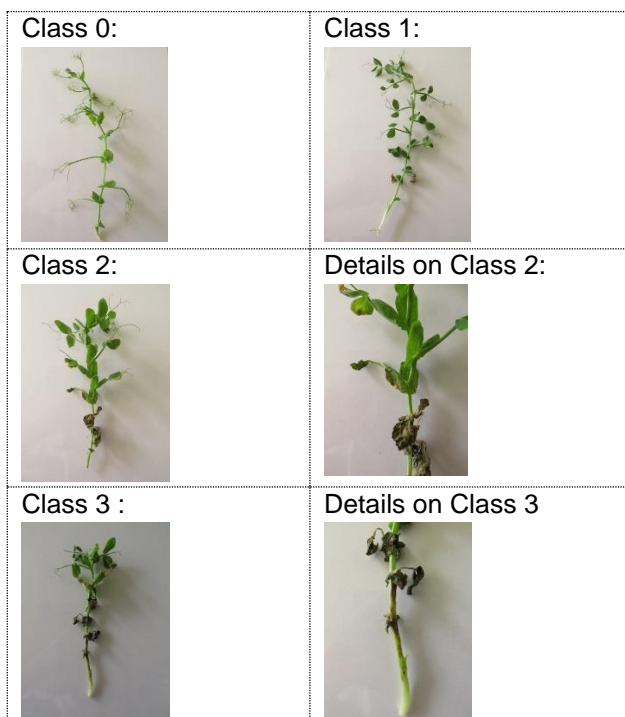 Class 0:
Class 1:
Class 2:
Details on Class 2:
Class 3 :
Details on Class 3